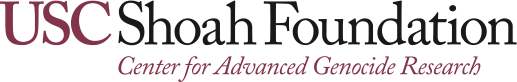 USC Shoah Foundation
Center for Advanced Genocide Research